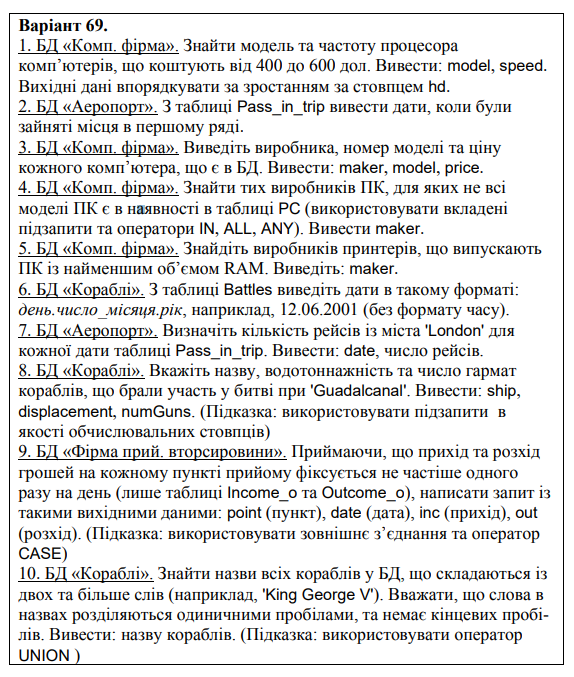 Варіант 69.
1. БД «Комп. фірма». Знайти модель та частоту процесора
комп’ютерів, що коштують від 400 до 600 дол. Вивести: model, speed.
Вихідні дані впорядкувати за зростанням за стовпцем hd.
2. БД «Аеропорт». З таблиці Pass_in_trip вивести дати, коли були
зайняті місця в першому ряді.
3. БД «Комп. фірма». Виведіть виробника, номер моделі та ціну
кожного комп’ютера, що є в БД. Вивести: maker, model, price.
4. БД «Комп. фірма». Знайти тих виробників ПК, для яких не всі
моделі ПК є в наявності в таблиці PC (використовувати вкладені
підзапити та оператори IN, ALL, ANY). Вивести maker.
5. БД «Комп. фірма». Знайдіть виробників принтерів, що випускають
ПК із найменшим об’ємом RAM. Виведіть: maker.
6. БД «Кораблі». З таблиці Battles виведіть дати в такому форматі:
день.число_місяця.рік, наприклад, 12.06.2001 (без формату часу).
7. БД «Аеропорт». Визначіть кількість рейсів із міста 'London' для
кожної дати таблиці Pass_in_trip. Вивести: date, число рейсів.
8. БД «Кораблі». Вкажіть назву, водотоннажність та число гармат
кораблів, що брали участь у битві при 'Guadalcanal'. Вивести: ship,
displacement, numGuns. (Підказка: використовувати підзапити в
якості обчислювальних стовпців)
9. БД «Фірма прий. вторсировини». Приймаючи, що прихід та розхід
грошей на кожному пункті прийому фіксується не частіше одного
разу на день (лише таблиці Income_o та Outcome_o), написати запит із
такими вихідними даними: point (пункт), date (дата), inc (прихід), out
(розхід). (Підказка: використовувати зовнішнє з’єднання та оператор
CASE)
10. БД «Кораблі». Знайти назви всіх кораблів у БД, що складаються із
двох та більше слів (наприклад, 'King George V'). Вважати, що слова в
назвах розділяються одиничними пробілами, та немає кінцевих пробі-
лів. Вивести: назву кораблів. (Підказка: використовувати оператор
UNION )